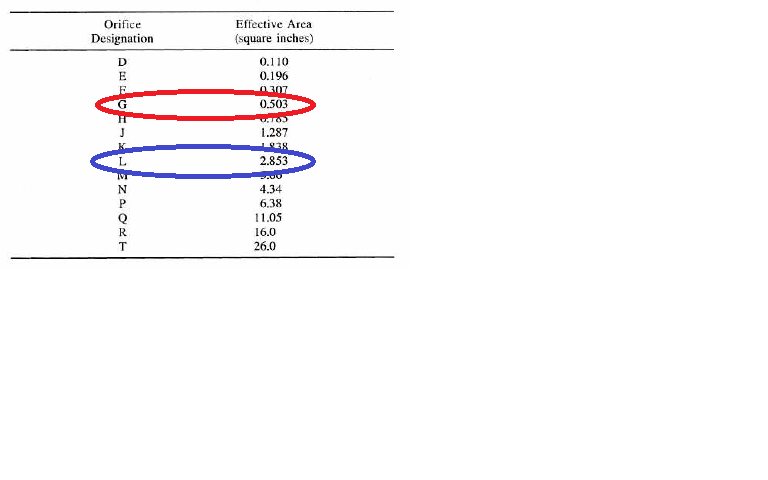 Orifice Effective Area
Designation (square inches)
D 0.110
E 0.196
F 0.307
G 0.503
H 0.785
J 1.287
K 1.838
L 2.853
M
N 4.34
P 6.38
Q 11.05
R 16.0
T 26.0